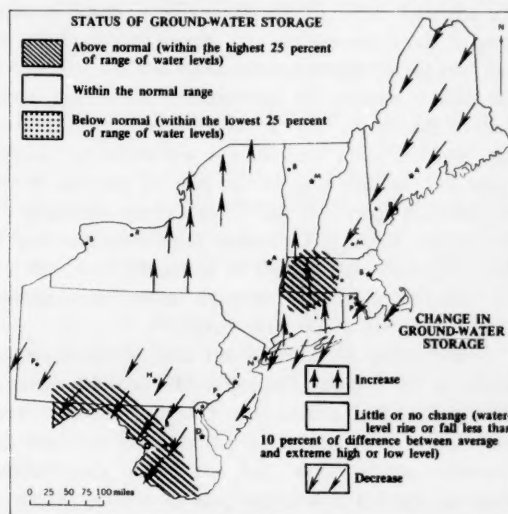 STATUS OF GROUND-WATER STORAGE
Above normal (within the highest 25 percent
of range of water levels)
Within the normal range
Below normal (within the lowest 25 percent
of range of water levels)
N
B
M
A
M
B
A
B
R
P
H
P
T
N
D
CHANGE IN
GROUND-WATER
STORAGE
Increase
Little or no change (water-
level rise or fall less than
10 percent of difference between average
and extreme high or low level)
Decrease
0 25 50 75 100 miles